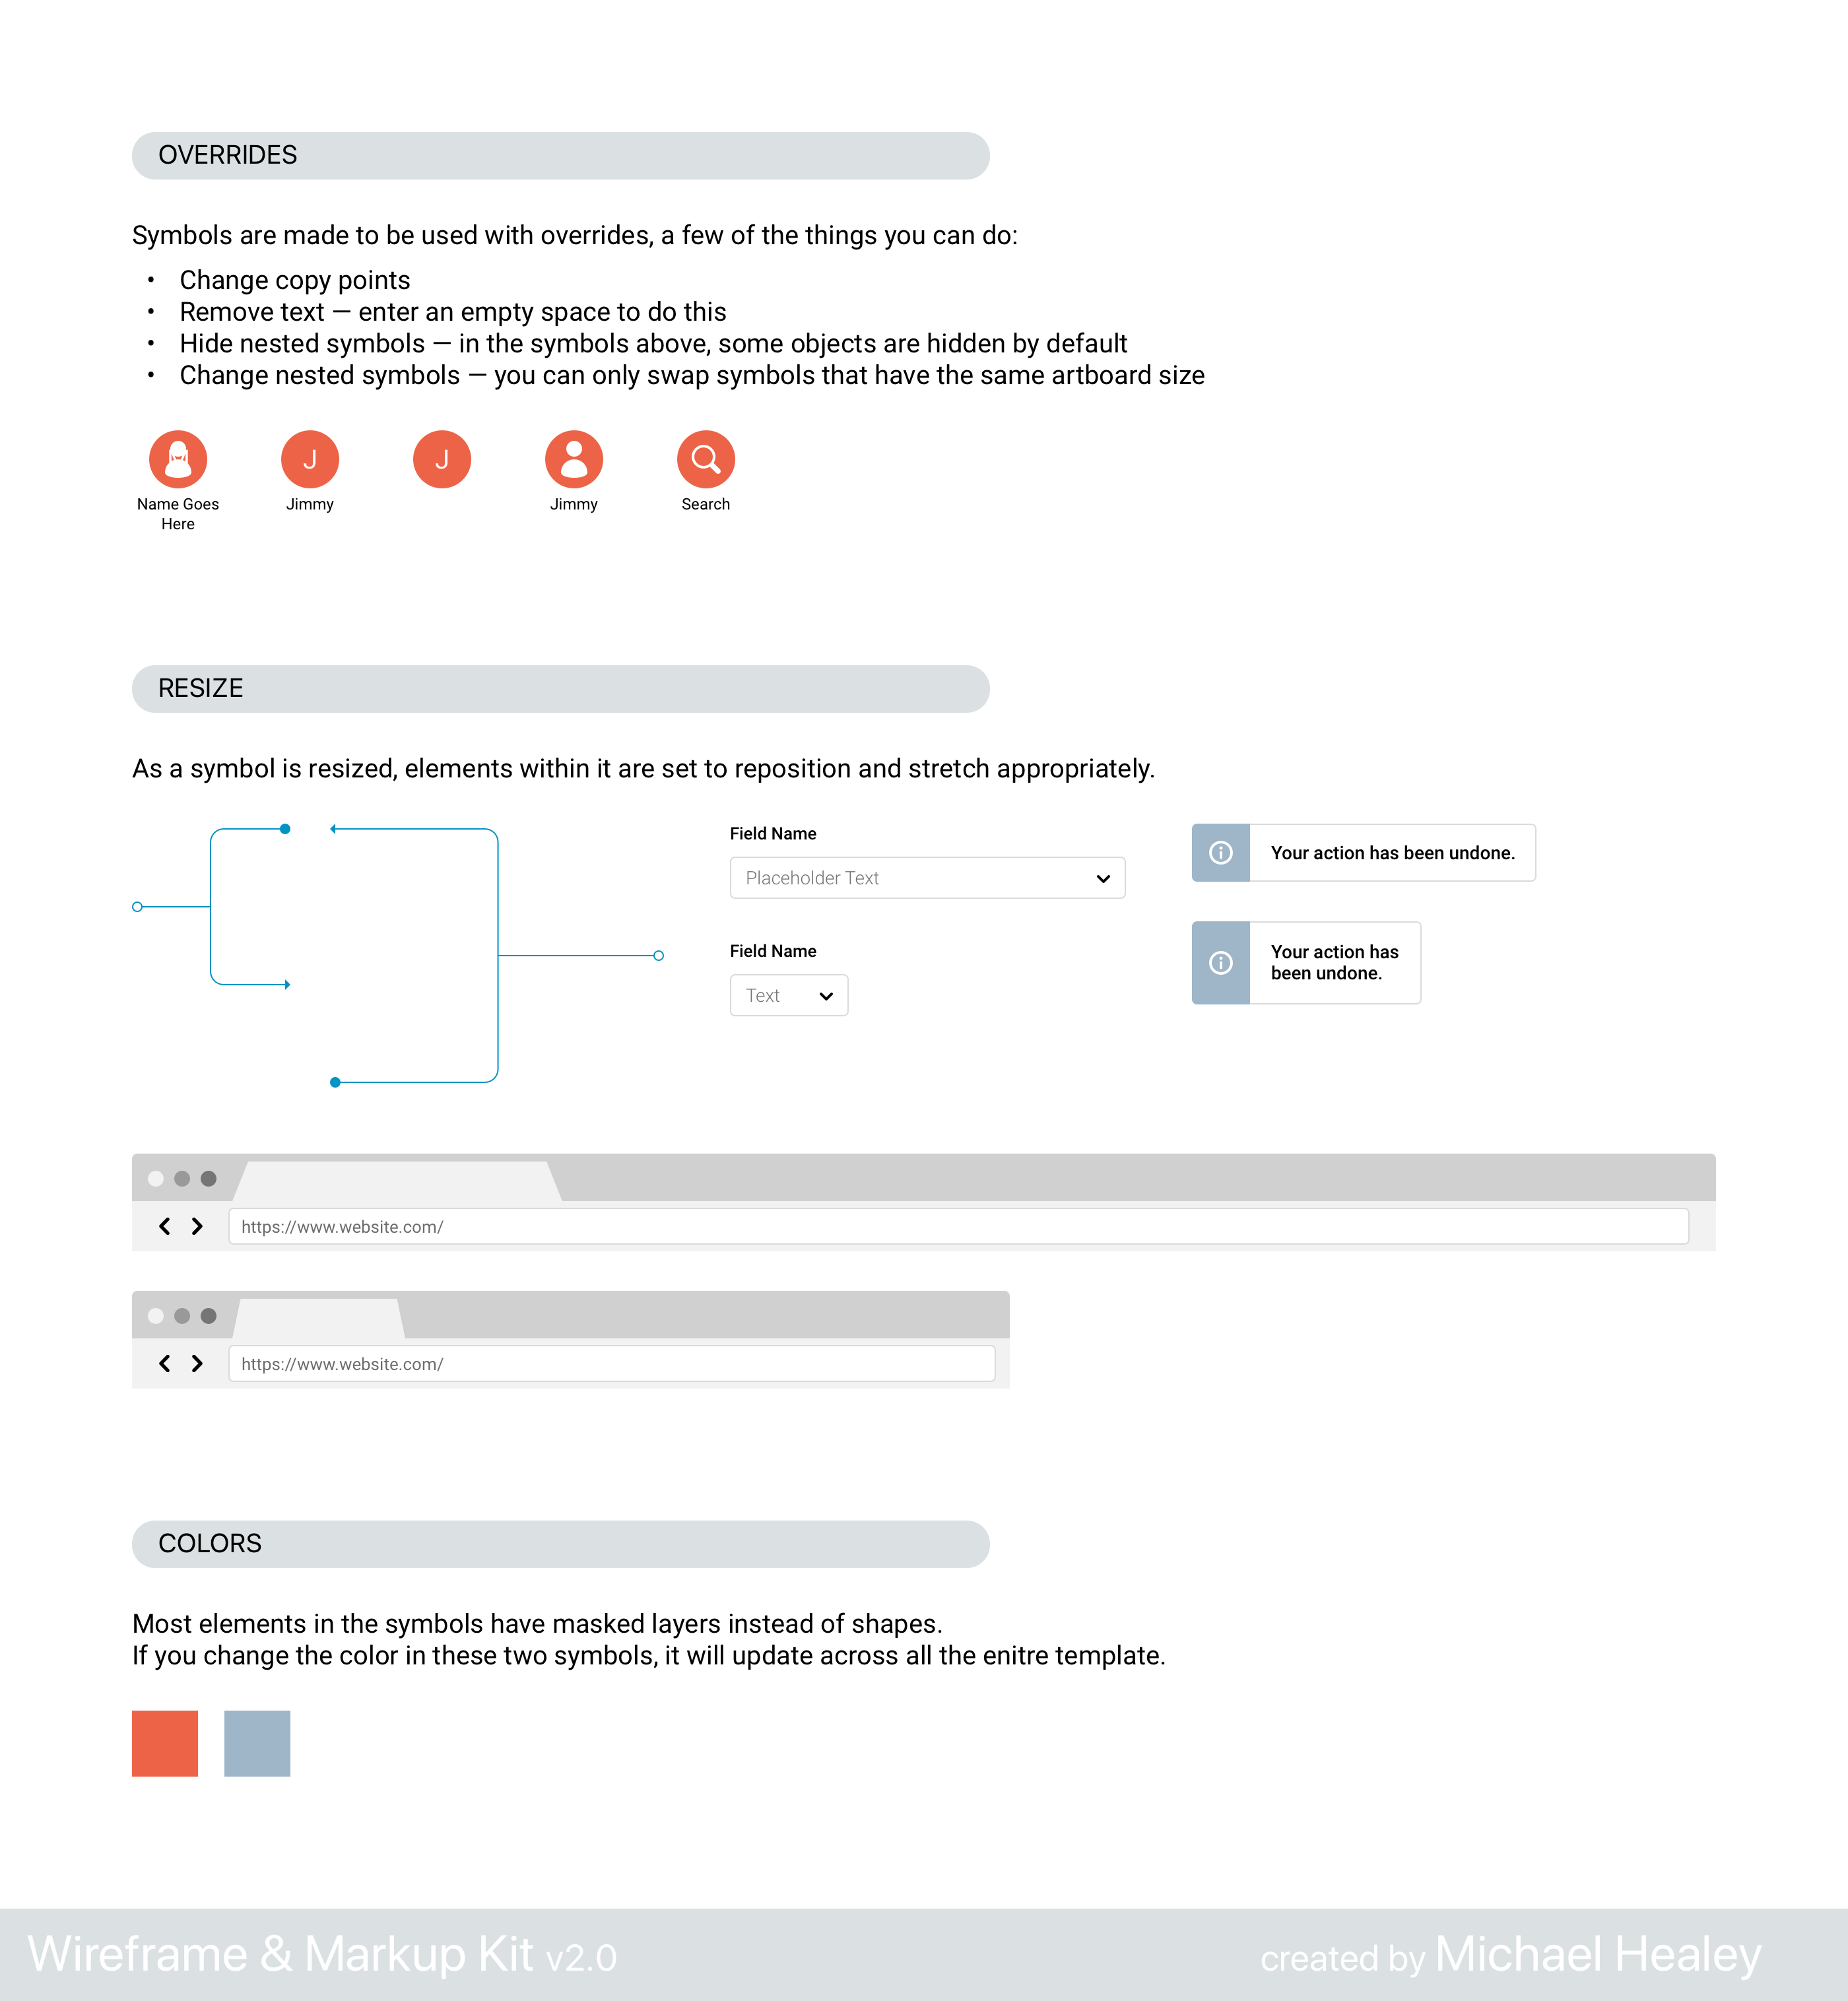 OVERRIDES
Symbols are made to be used with overrides, a few of the things you can do:
• Change copy points
• Remove text — enter an empty space to do this
• Hide nested symbols — in the symbols above, some objects are hidden by default
• Change nested symbols — you can only swap symbols that have the same artboard size
J J
Name Goes Here Jimmy Jimmy Search
RESIZE
As a symbol is resized, elements within it are set to reposition and stretch appropriately.
Field Name
Placeholder Text
Field Name
Text
Your action has been undone.
Your action has
been undone.
https://www.website.com/
https://www.website.com/
COLORS
Most elements in the symbols have masked layers instead of shapes.
If you change the color in these two symbols, it will update across all the enitre template.
Wireframe & Markup Kit v2.0
created by Michael Healey